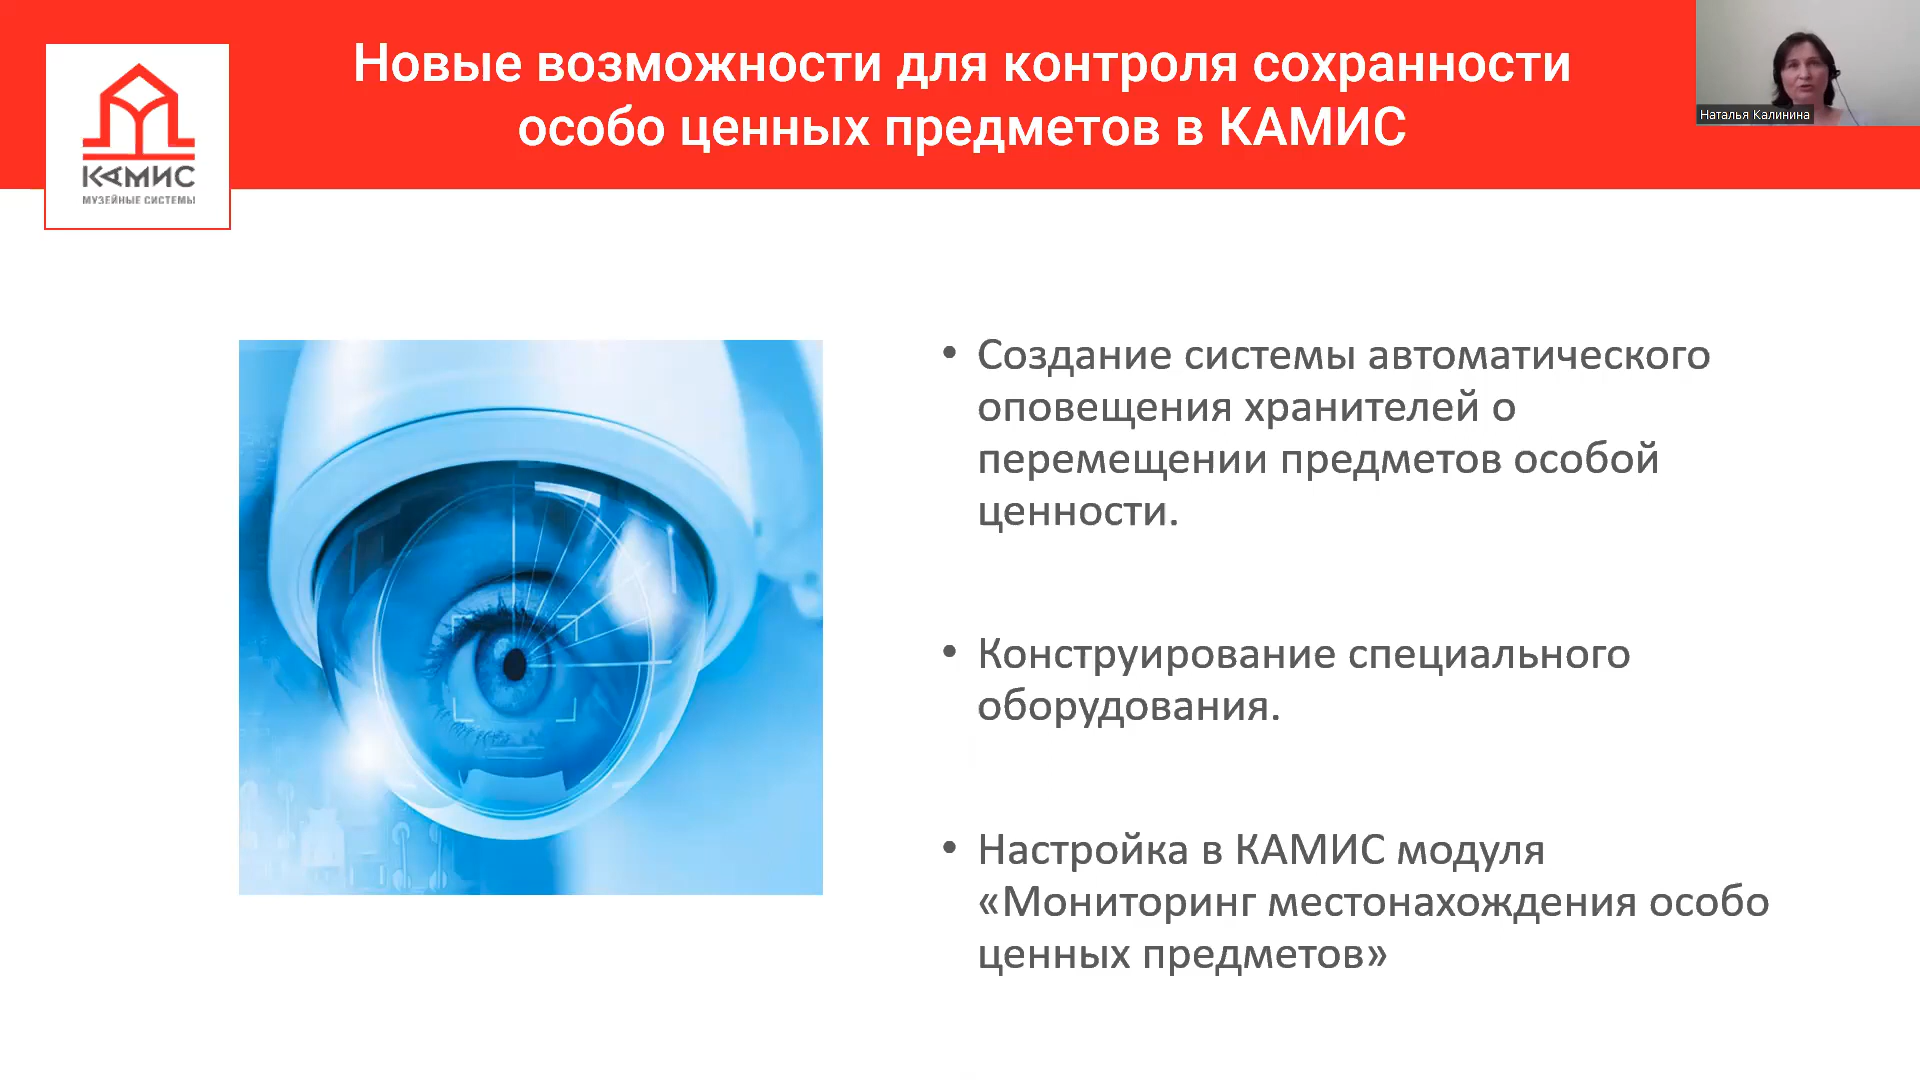 Новые возможности для контроля сохранности
особо ценных предметов в КАМИС
КАМИС
МУЗЕЙНЫЕ СИСТЕМЫ
Наталья Калинина
• Создание системы автоматического
оповещения хранителей о
перемещении предметов особой
ценности.
• Конструирование специального
оборудования.
• Настройка в КАМИС модуля
«Мониторинг местонахождения особо
ценных предметов»